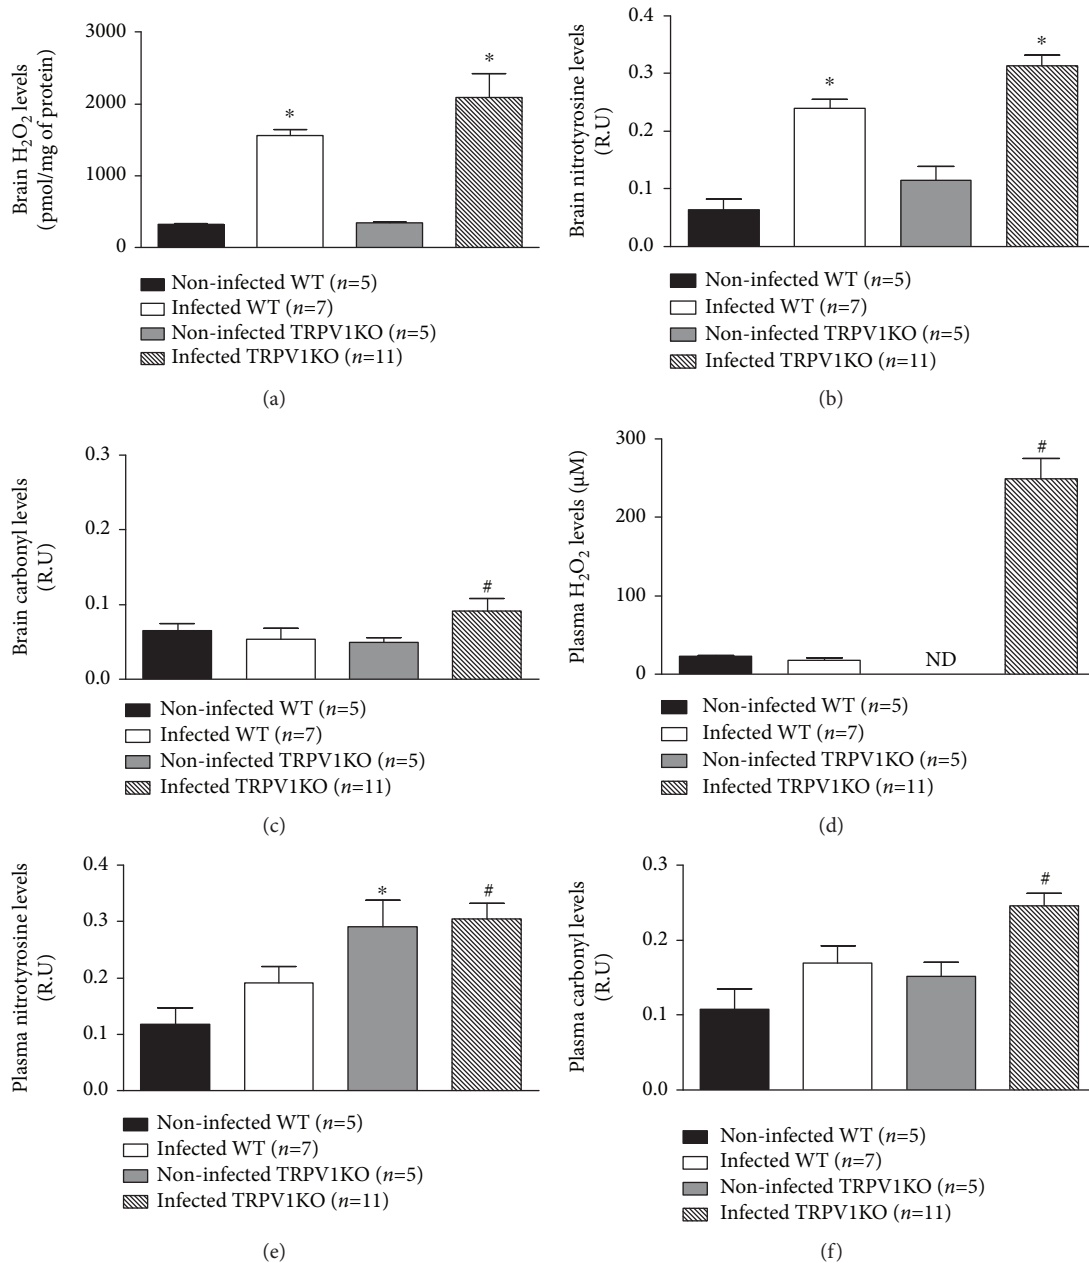 Brain H2O2 levels
(pmol/mg of protein)
3000
2000
1000
0
*
*
Non-infected WT (n=5)
Infected WT (n=7)
Non-infected TRPV1KO (n=5)
Infected TRPV1KO (n=11)
(a)
Brain nitrotyrosine levels
(R.U)
0.4
0.3
0.2
0.1
0.0
*
*
Non-infected WT (n=5)
Infected WT (n=7)
Non-infected TRPV1KO (n=5)
Infected TRPV1KO (n=11)
(b)
Brain carbonyl levels
(R.U)
0.3
0.2
0.1
0.0
#
Non-infected WT (n=5)
Infected WT (n=7)
Non-infected TRPV1KO (n=5)
Infected TRPV1KO (n=11)
(c)
Plasma H2O2 levels (μM)
300
200
100
0
ND
#
Non-infected WT (n=5)
Infected WT (n=7)
Non-infected TRPV1KO (n=5)
Infected TRPV1KO (n=11)
(d)
Plasma nitrotyrosine levels
(R.U)
0.4
0.3
0.2
0.1
0.0
*
#
Non-infected WT (n=5)
Infected WT (n=7)
Non-infected TRPV1KO (n=5)
Infected TRPV1KO (n=11)
(e)
Plasma carbonyl levels
(R.U)
0.3
0.2
0.1
0.0
#
Non-infected WT (n=5)
Infected WT (n=7)
Non-infected TRPV1KO (n=5)
Infected TRPV1KO (n=11)
(f)